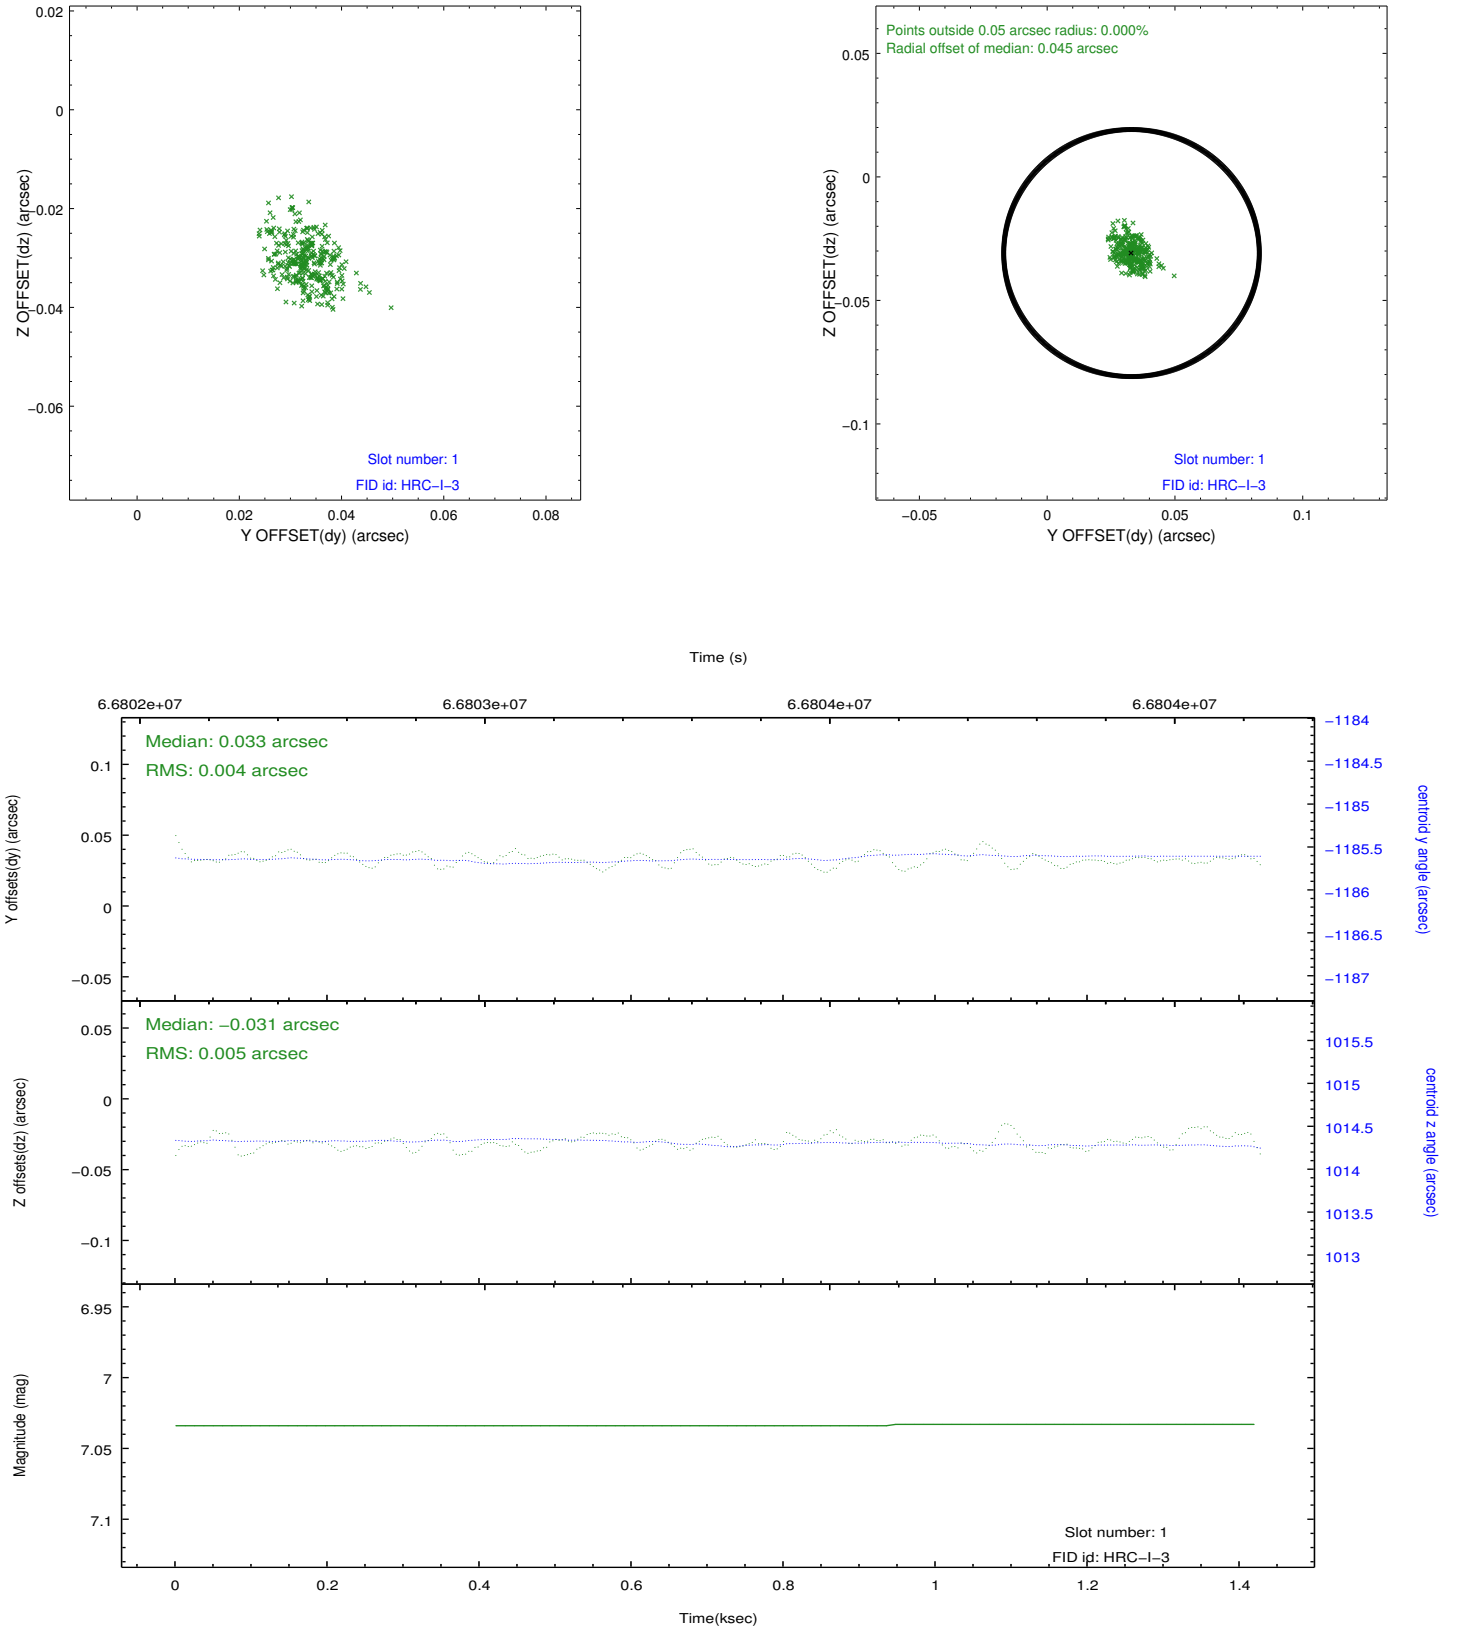 0.02
0
−0.02
−0.04
−0.06
Z OFFSET(dz) (arcsec)
Slot number: 1
FID id: HRC−I−3
0
0.02
0.04
0.06
0.08
Y OFFSET(dy) (arcsec)
Points outside 0.05 arcsec radius: 0.000%
Radial offset of median: 0.045 arcsec
0.05
0
−0.05
−0.1
Z OFFSET(dz) (arcsec)
Slot number: 1
FID id: HRC−I−3
−0.05
0
0.05
0.1
Y OFFSET(dy) (arcsec)
Time (s)
6.6802e+07
6.6803e+07
6.6804e+07
6.6804e+07
Median: 0.033 arcsec
RMS: 0.004 arcsec
0.1
0.05
0
−0.05
Y offsets(dy) (arcsec)
−1184
−1184.5
−1185
−1185.5
−1186
−1186.5
−1187
centroid y angle (arcsec)
Median: −0.031 arcsec
RMS: 0.005 arcsec
0.05
0
−0.05
−0.1
Z offsets(dz) (arcsec)
1015.5
1015
1014.5
1014
1013.5
1013
centroid z angle (arcsec)
6.95
7
7.05
7.1
Magnitude (mag)
Slot number: 1
FID id: HRC−I−3
0
0.2
0.4
0.6
0.8
1
1.2
1.4
Time(ksec)